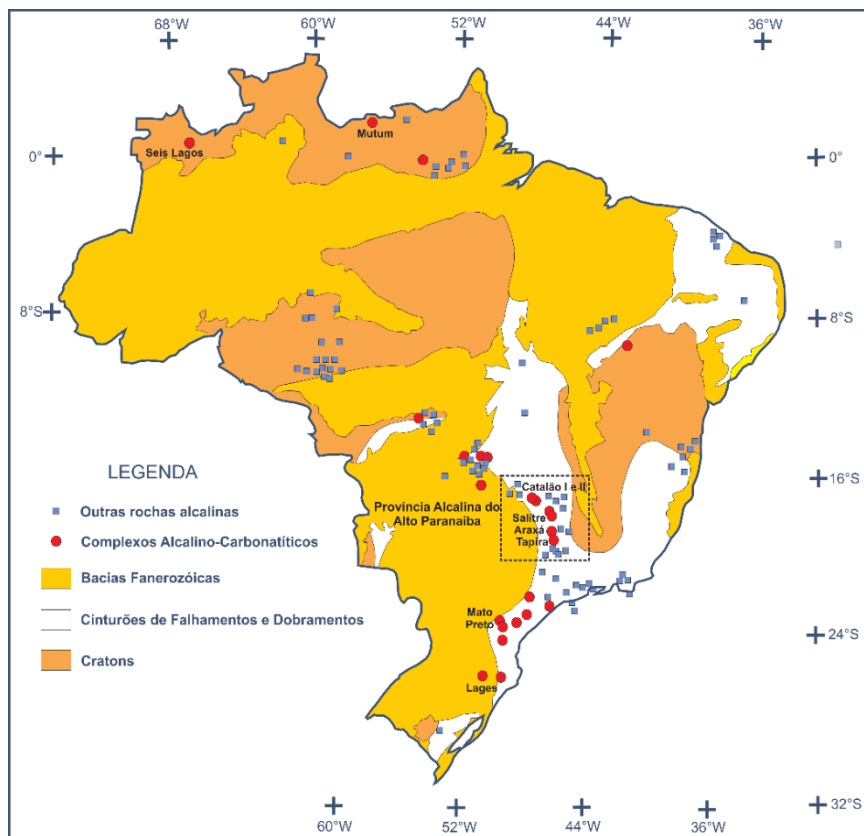 68°W
60°W
52°W
44°W
36°W
Mutum
Seis Lagos
0°
0°
8°S
8°S
LEGENDA
16°S
Catalão I e II
Outras rochas alcalinas
Província Alcalina do
Alto Paranaíba
Salitre
Araxá
Tapira
Complexos Alcalino-Carbonatíticos
Bacias Fanerozóicas
Cinturões de Falhamentos e Dobramentos
Mato
Preto
24°S
Cratons
Lages
32°S
60°W
52°W
44°W
36°W